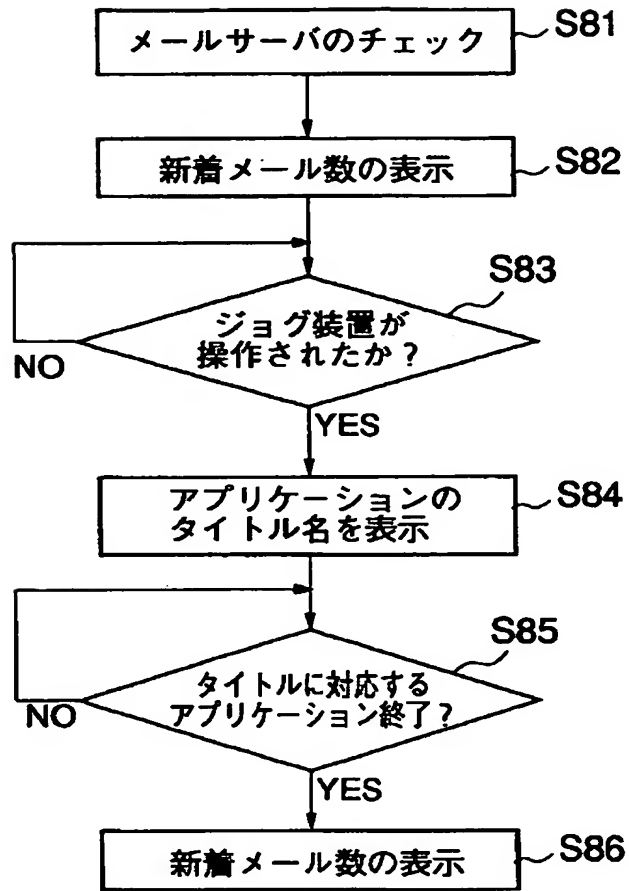 メールサーバのチェック
S81
新着メール数の表示
S82
S83
ジョグ装置が
操作されたか？
NO
YES
アプリケーションの
タイトル名を表示
S84
S85
タイトルに対応する
アプリケーション終了？
NO
YES
新着メール数の表示
S86